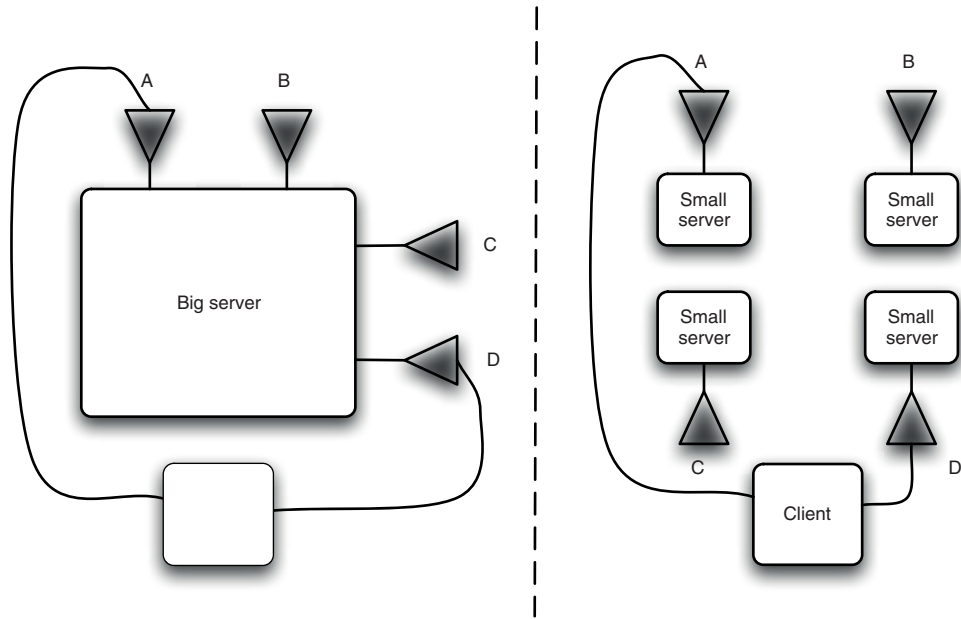 A
B
C
D
Big server
A
B
Small
server
Small
server
Small
server
Small
server
C
D
Client